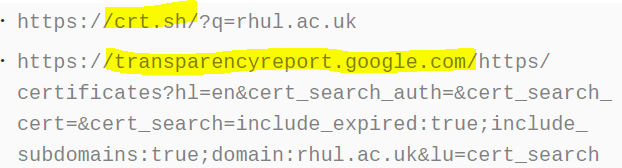 · https://crt.sh/?q=rhul.ac.uk
· https://transparencyreport.google.com/https/
certificates?hl=en&cert_search_auth=&cert_search_
cert=&cert_search=include_expired:true;include_
subdomains:true;domain:rhul.ac.uk&lu=cert_search